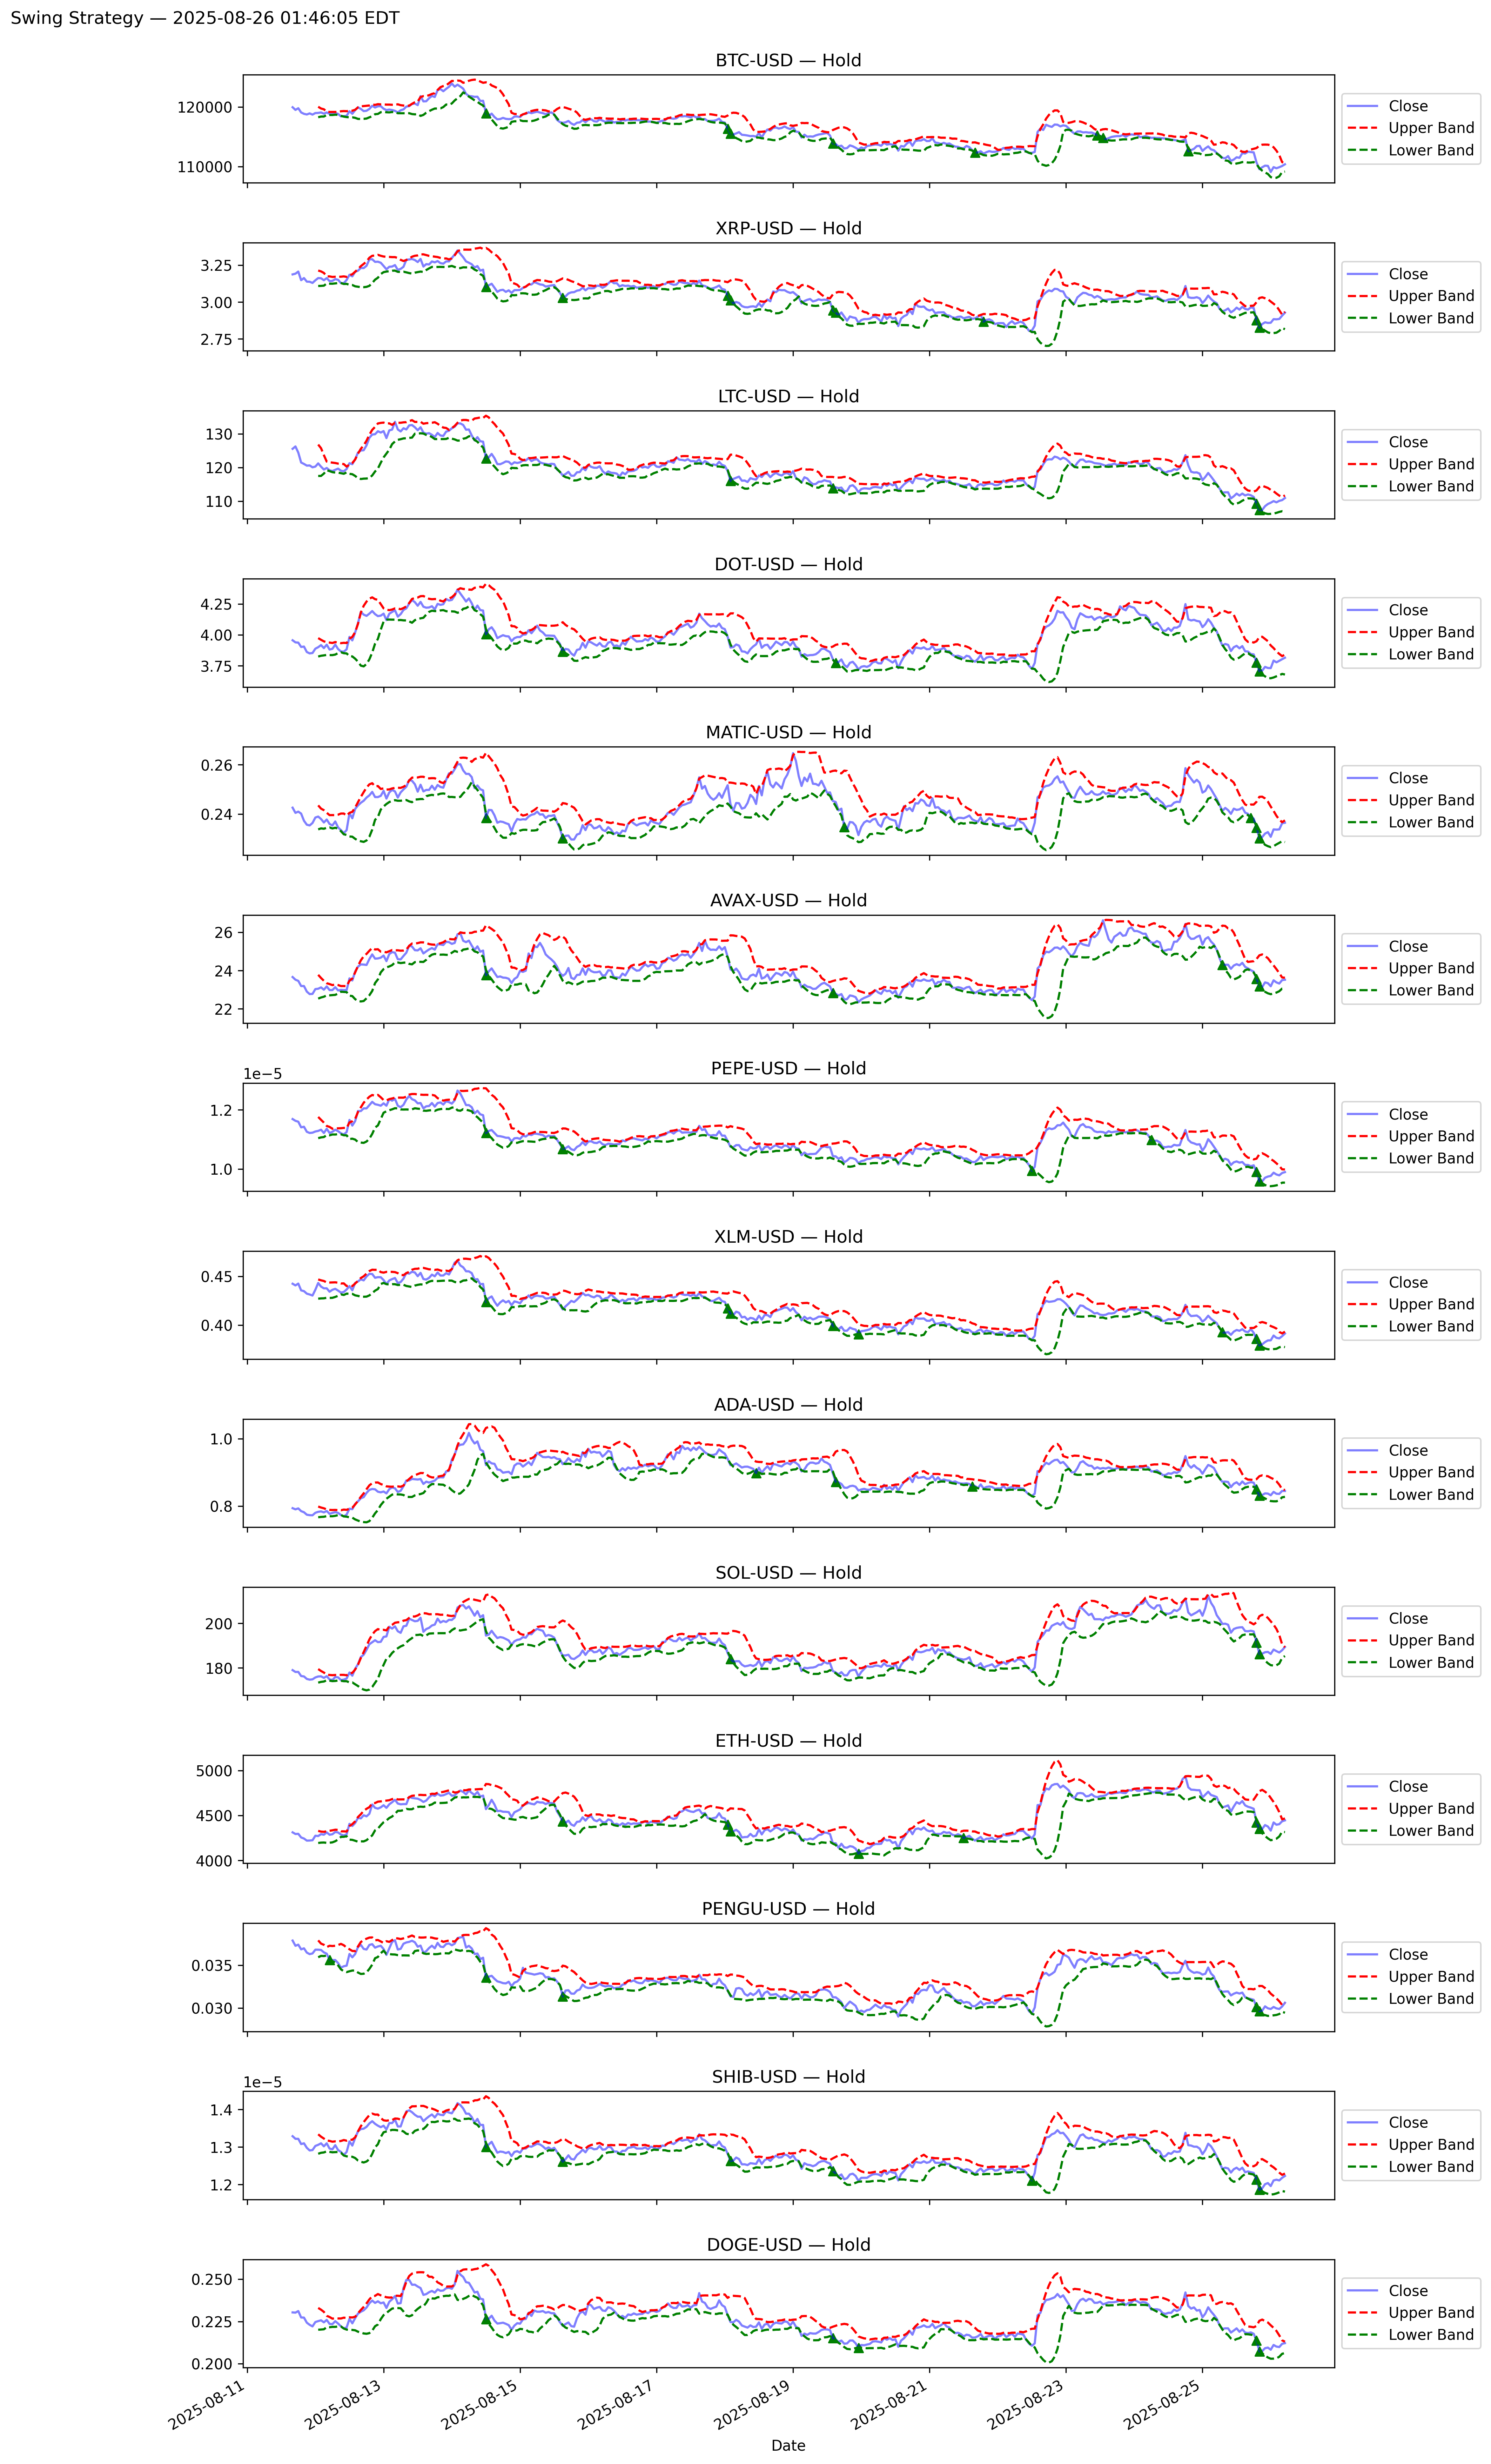 Swing Strategy — 2025-08-26 01:46:05 EDT
BTC-USD — Hold
120000
110000
Close
Upper Band
Lower Band
XRP-USD — Hold
3.25
3.00
2.75
Close
Upper Band
Lower Band
LTC-USD — Hold
130
120
110
Close
Upper Band
Lower Band
DOT-USD — Hold
4.25
4.00
3.75
Close
Upper Band
Lower Band
MATIC-USD — Hold
0.26
0.24
Close
Upper Band
Lower Band
AVAX-USD — Hold
26
24
22
Close
Upper Band
Lower Band
PEPE-USD — Hold
1e−5
1.2
1.0
Close
Upper Band
Lower Band
XLM-USD — Hold
0.45
0.40
Close
Upper Band
Lower Band
ADA-USD — Hold
1.0
0.8
Close
Upper Band
Lower Band
SOL-USD — Hold
200
180
Close
Upper Band
Lower Band
ETH-USD — Hold
5000
4500
4000
Close
Upper Band
Lower Band
PENGU-USD — Hold
0.035
0.030
Close
Upper Band
Lower Band
SHIB-USD — Hold
1e−5
1.4
1.3
1.2
Close
Upper Band
Lower Band
DOGE-USD — Hold
0.250
0.225
0.200
Close
Upper Band
Lower Band
2025-08-11
2025-08-13
2025-08-15
2025-08-17
2025-08-19
2025-08-21
2025-08-23
2025-08-25
Date